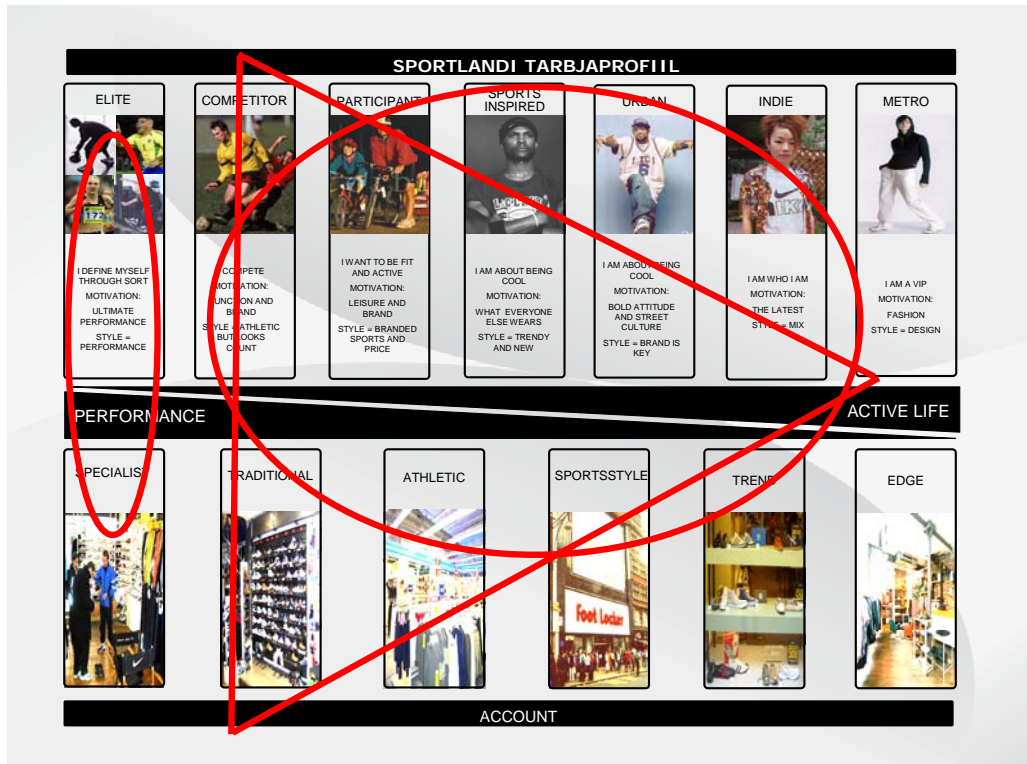 SPORTLANDI TARBJAPROFIIL
ELITE
I DEFINE MYSELF
THROUGH SORT
MOTIVATION:
ULTIMATE
PERFORMANCE
STYLE =
PERFORMANCE
COMPETITOR
COMPETE
MOTIVATION:
FUNCTION AND
BRAND
STYLE = ATHLETIC
BUT LOOKS
COUNT
PARTICIPANT
I WANT TO BE FIT
AND ACTIVE
MOTIVATION:
LEISURE AND
BRAND
STYLE = BRANDED
SPORTS AND
PRICE
SPORTS
INSPIRED
I AM ABOUT BEING
COOL
MOTIVATION:
WHAT EVERYONE
ELSE WEARS
STYLE = TRENDY
AND NEW
URBAN
I AM ABOUT BEING
COOL
MOTIVATION:
BOLD ATTITUDE
AND STREET
CULTURE
STYLE = BRAND IS
KEY
INDIE
I AM WHO I AM
MOTIVATION:
THE LATEST
STYLE = MIX
METRO
I AM A VIP
MOTIVATION:
FASHION
STYLE = DESIGN
PERFORMANCE
ACTIVE LIFE
SPECIALIST
TRADITIONAL
ATHLETIC
SPORTSSTYLE
Foot Locker
TREND
EDGE
ACCOUNT